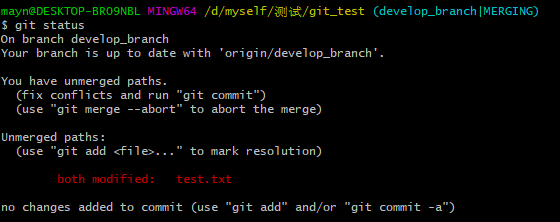 mayn@DESKTOP-BRO9NBL MINGW64 /d/myself/测试/git_test (develop_branch|MERGING)
$ git status
On branch develop_branch
Your branch is up to date with 'origin/develop_branch'.
You have unmerged paths.
(fix conflicts and run "git commit")
(use "git merge --abort" to abort the merge)
Unmerged paths:
(use "git add <file>..." to mark resolution)
both modified: test.txt
no changes added to commit (use "git add" and/or "git commit -a")